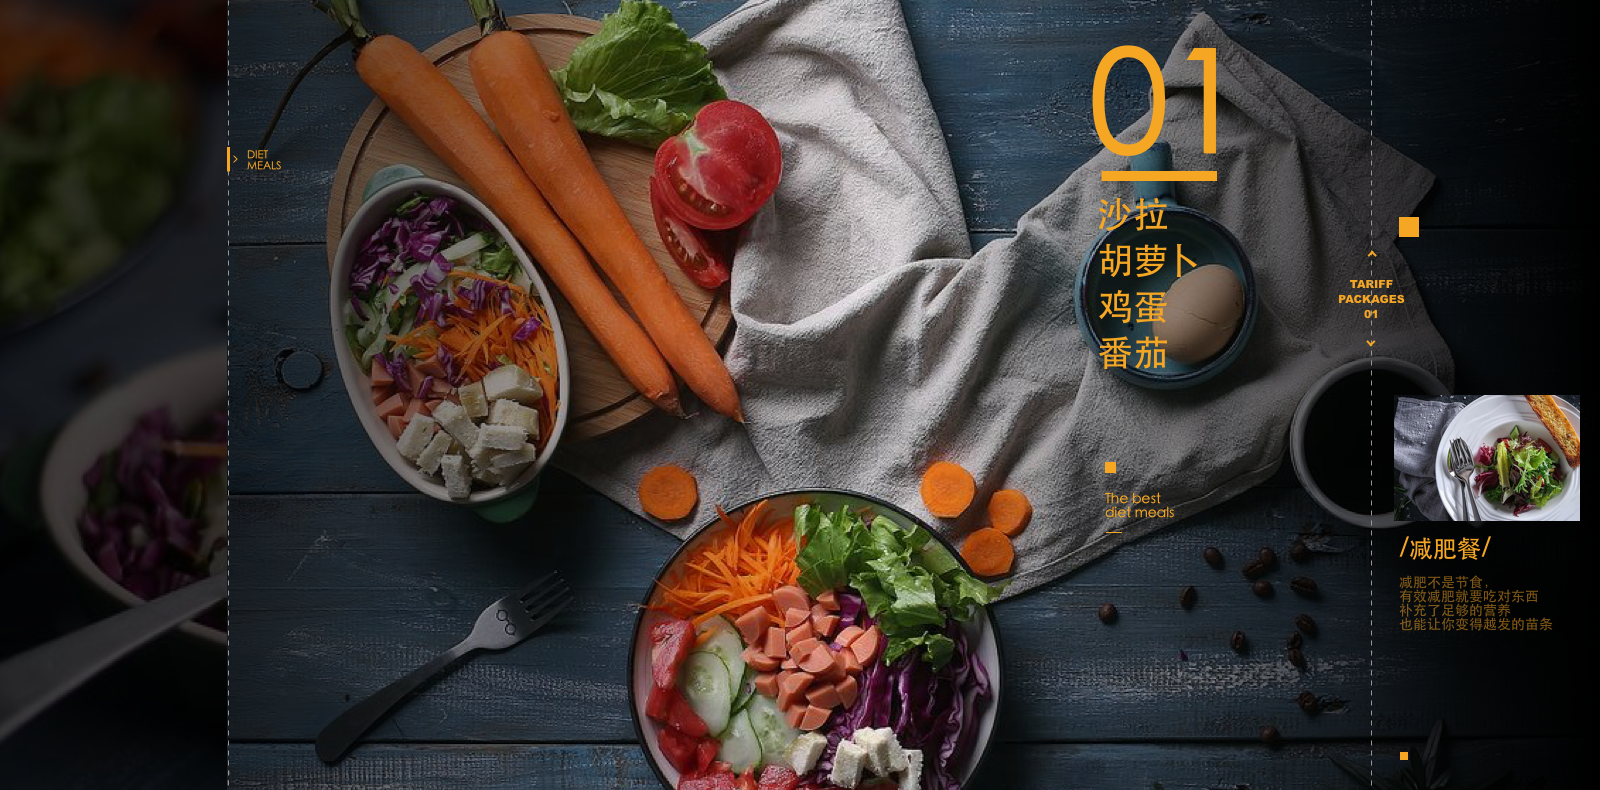 DIET
MEALS
01
沙拉
胡萝卜
鸡蛋
番茄
The best
diet meals
TARIFF
PACKAGES
01
/减肥餐/
减肥不是节食，
有效减肥就要吃对东西
补充了足够的营养
也能让你变得越发的苗条